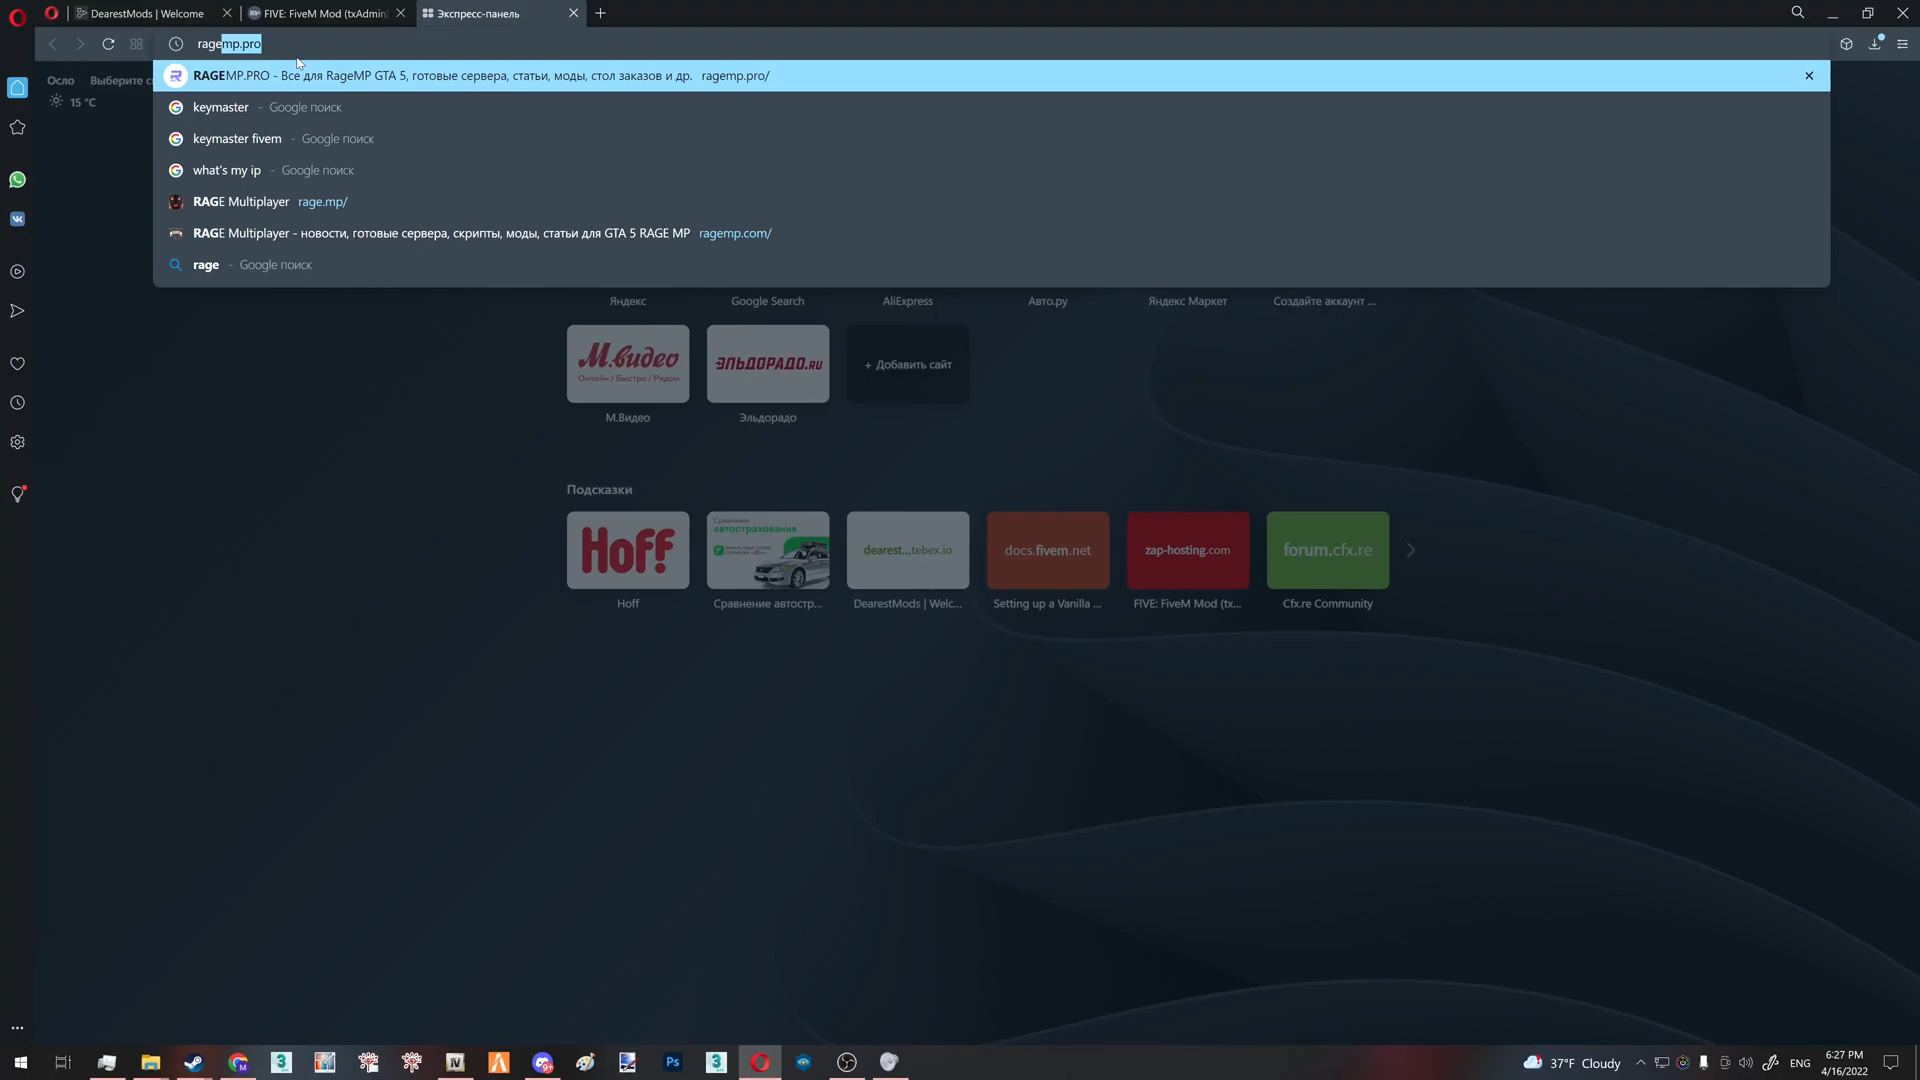 DearestMods | Welcome
FIVE: FiveM Mod (txAdmin)
Экспресс-панель
ragemp.pro
RAGEMP.PRO - Все для RageMP GTA 5, готовые сервера, статьи, моды, стол заказов и др. ragemp.pro/
keymaster - Google поиск
keymaster fivem - Google поиск
what's my ip - Google поиск
RAGE Multiplayer rage.mp/
RAGE Multiplayer - новости, готовые сервера, скрипты, моды, статьи для GTA 5 RAGE MP ragemp.com/
rage - Google поиск
Осло
Выберите с
15 °C
Яндекс
Google Search
AliExpress
Авто.ру
Яндекс Маркет
Создайте аккаунт ...
М.видео
Онлайн / Быстро / Рядом
ЭЛЬДОРАДО.RU
+ Добавить сайт
М.Видео
Эльдорадо
Подсказки
Hoff
Сравнение
автострахования
dearest...tebex.io
docs.fivem.net
zap-hosting.com
forum.cfx.re
Hoff
Сравнение автостр...
DearestMods | Welc...
Setting up a Vanilla ...
FIVE: FiveM Mod (tx...
Cfx.re Community
37°F Cloudy
ENG
6:27 PM
4/16/2022